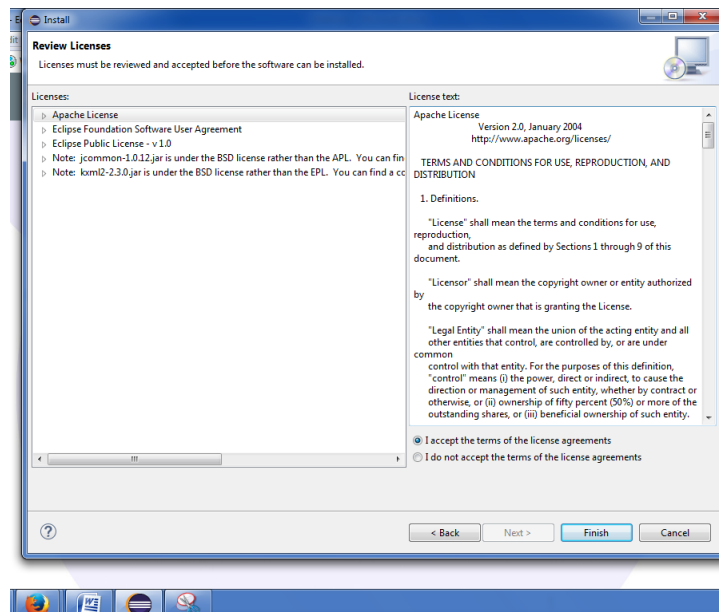 Install
Review Licenses
Licenses must be reviewed and accepted before the software can be installed.
Licenses:
Apache License
Eclipse Foundation Software User Agreement
Eclipse Public License - v 1.0
Note: jcommon-1.0.12.jar is under the BSD license rather than the APL. You can fin
Note: kxml2-2.3.0.jar is under the BSD license rather than the EPL. You can find a cc
License text:
Apache License
Version 2.0, January 2004
http://www.apache.org/licenses/
TERMS AND CONDITIONS FOR USE, REPRODUCTION, AND
DISTRIBUTION
1. Definitions.
"License" shall mean the terms and conditions for use,
reproduction,
and distribution as defined by Sections 1 through 9 of this
document.
"Licensor" shall mean the copyright owner or entity authorized
by
the copyright owner that is granting the License.
"Legal Entity" shall mean the union of the acting entity and all
other entities that control, are controlled by, or are under
common
control with that entity. For the purposes of this definition,
"control" means (i) the power, direct or indirect, to cause the
direction or management of such entity, whether by contract or
otherwise, or (ii) ownership of fifty percent (50%) or more of the
outstanding shares, or (iii) beneficial ownership of such entity.
I accept the terms of the license agreements
I do not accept the terms of the license agreements
< Back
Next >
Finish
Cancel